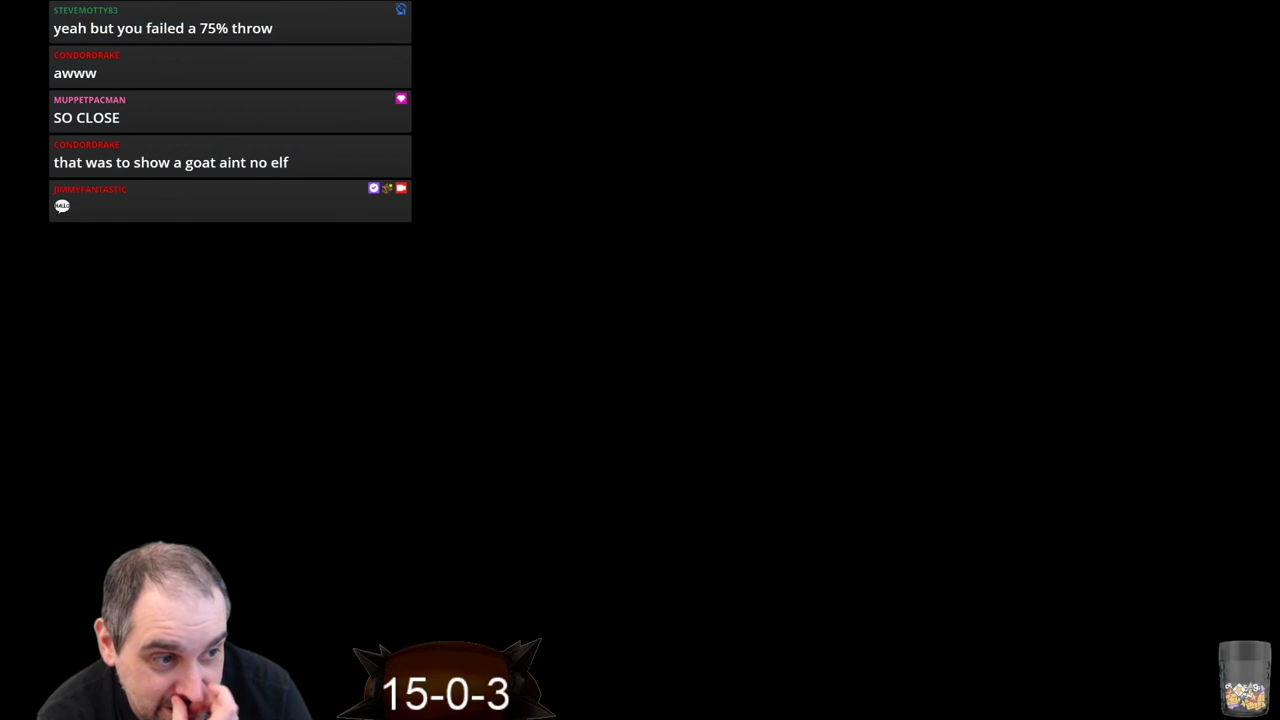 STEVEMOTTY83
yeah but you failed a 75% throw
CONDORDRAKE
awww
MUPPETPACMAN
SO CLOSE
CONDORDRAKE
that was to show a goat aint no elf
JIMMYFANTASTIC
HALLO
15-0-3